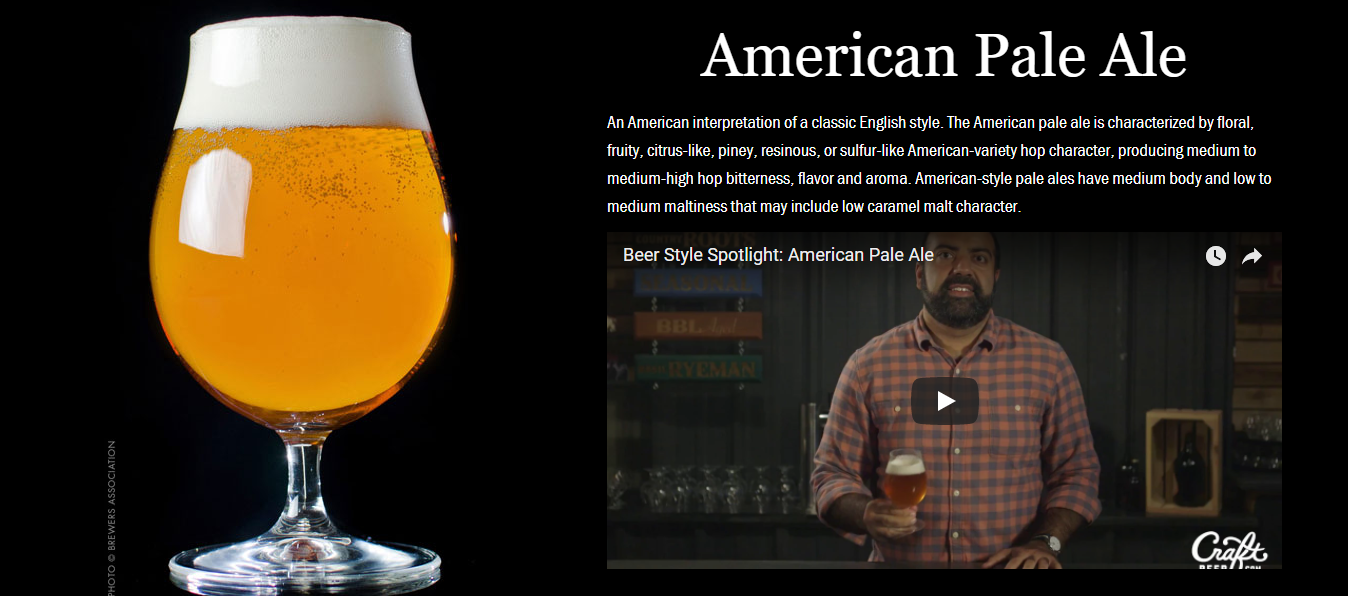 American Pale Ale
An American interpretation of a classic English style. The American pale ale is characterized by floral,
fruity, citrus-like, piney, resinous, or sulfur-like American-variety hop character, producing medium to
medium-high hop bitterness, flavor and aroma. American-style pale ales have medium body and low to
medium maltiness that may include low caramel malt character.
Beer Style Spotlight: American Pale Ale
ROOTS
SEASONAL
BBL Aged
RYEMAN
Craft
BEER.COM
PHOTO © BREWERS ASSOCIATION